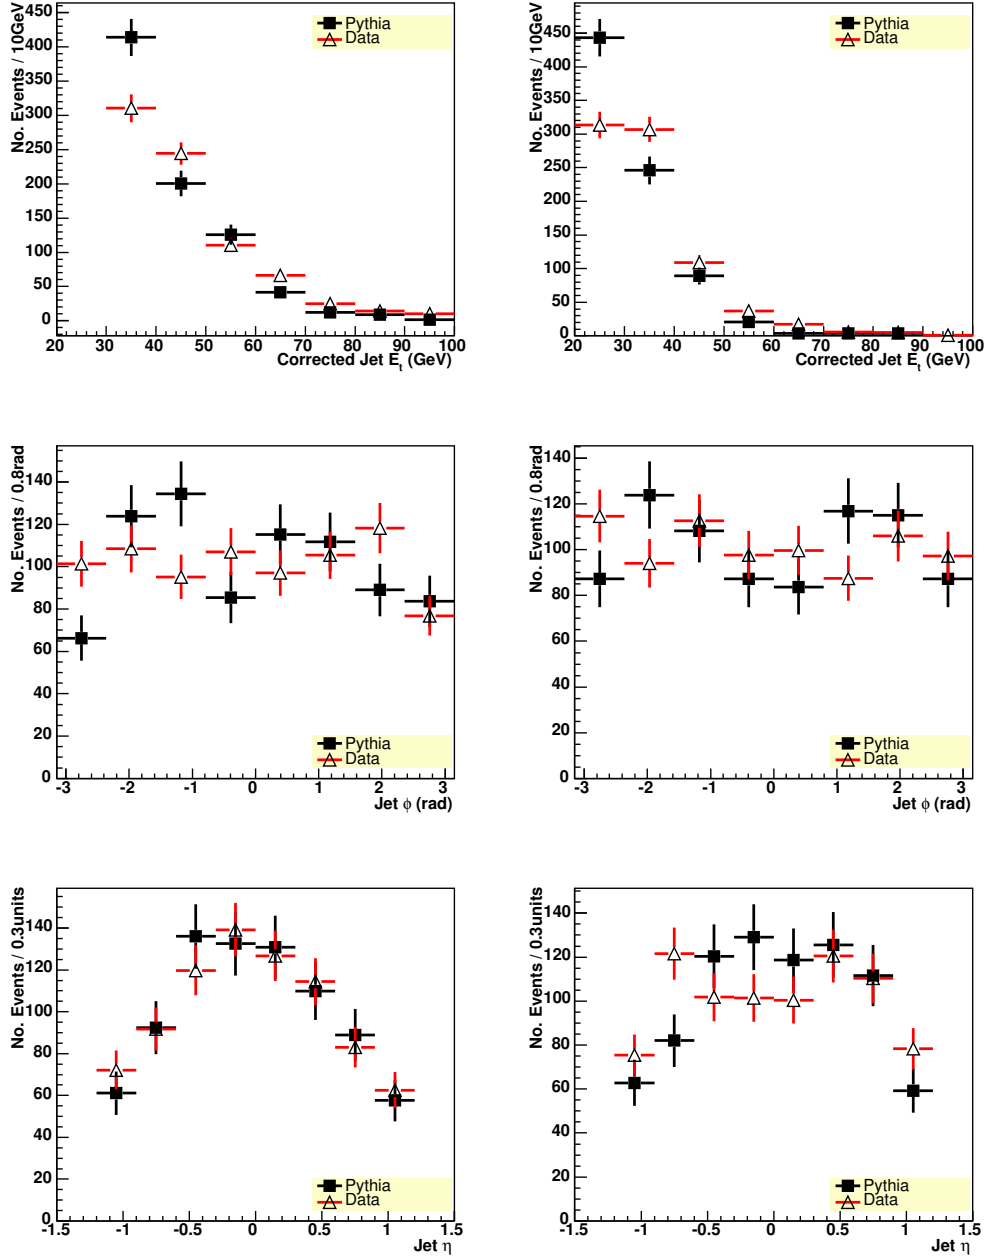 No. Events / 10GeV
450
400
350
300
250
200
150
100
50
0
Pythia
Data
20 30 40 50 60 70 80 90 100
Corrected Jet E_t (GeV)
No. Events / 10GeV
450
400
350
300
250
200
150
100
50
0
Pythia
Data
20 30 40 50 60 70 80 90 100
Corrected Jet E_t (GeV)
No. Events / 0.8rad
140
120
100
80
60
40
20
0
Pythia
Data
-3 -2 -1 0 1 2 3
Jet ϕ (rad)
No. Events / 0.8rad
140
120
100
80
60
40
20
0
Pythia
Data
-3 -2 -1 0 1 2 3
Jet ϕ (rad)
No. Events / 0.3units
140
120
100
80
60
40
20
0
Pythia
Data
-1.5 -1 -0.5 0 0.5 1 1.5
Jet η
No. Events / 0.3units
140
120
100
80
60
40
20
0
Pythia
Data
-1.5 -1 -0.5 0 0.5 1 1.5
Jet η